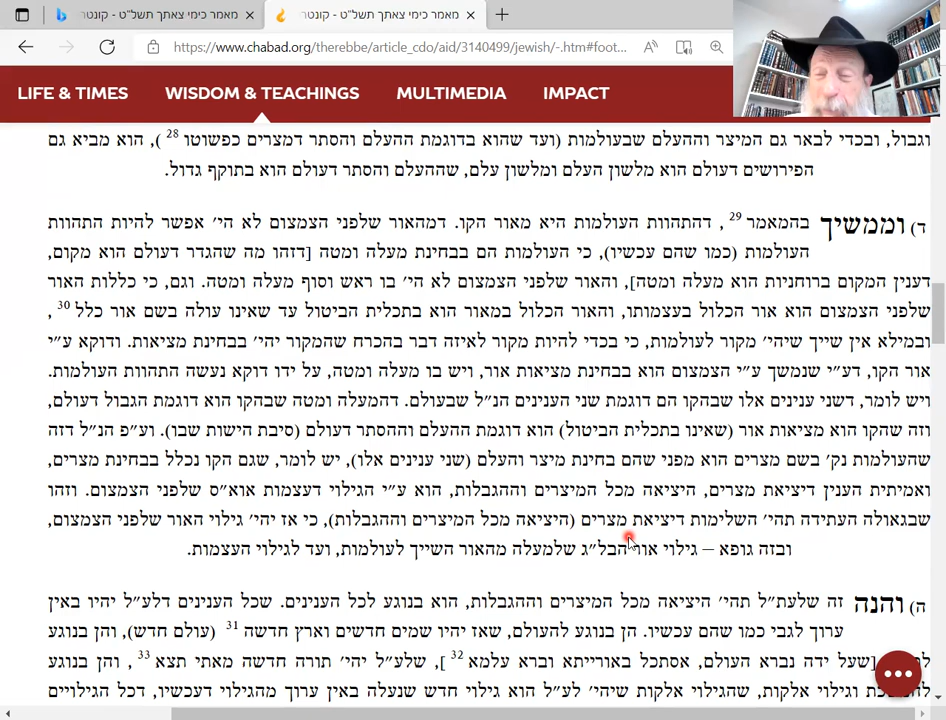 מאמר כימי צאתך תשל"ט - קונטר
מאמר כימי צאתך תשל"ט - קונטר
https://www.chabad.org/therebbe/article_cdo/aid/3140499/jewish/-.htm#foot...
LIFE & TIMES WISDOM & TEACHINGS MULTIMEDIA IMPACT
וגבול, ובכדי לבאר גם המיצר וההעלם שבעולמות (ועד שהוא בדוגמת ההעלם והסתר דמצרים כפשוטו 28 ), הוא מביא גם
הפירושים דעולם הוא מלשון העלם ומלשון עלם, שההעלם והסתר דעולם הוא בתוקף גדול.
ד) וממשיך בהמאמר 29 , דהתהוות העולמות היא מאור הקו. דמהאור שלפני הצמצום לא הי' אפשר להיות התהוות
העולמות (כמו שהם עכשיו), כי העולמות הם בבחינת מעלה ומטה [דזהו מה שהגדר דעולם הוא מקום,
דענין המקום ברוחניות הוא מעלה ומטה], והאור שלפני הצמצום לא הי' בו ראש וסוף מעלה ומטה. וגם, כי כללות האור
שלפני הצמצום הוא אור הכלול בעצמותו, והאור הכלול במאור הוא בתכלית הביטול עד שאינו עולה בשם אור כלל 30 ,
ובמילא אין שייך שיהי' מקור לעולמות, כי בכדי להיות מקור לאיזה דבר בהכרח שהמקור יהי' בבחינת מציאות. ודוקא ע"י
אור הקו, דע"י שנמשך ע"י הצמצום הוא בבחינת מציאות אור, ויש בו מעלה ומטה, על ידו דוקא נעשה התהוות העולמות.
ויש לומר, דשני ענינים אלו שבהקו הם דוגמת שני הענינים הנ"ל שבעולם. דהמעלה ומטה שבהקו הוא דוגמת הגבול דעולם,
וזה שהקו הוא מציאות אור (שאינו בתכלית הביטול) הוא דוגמת ההעלם וההסתר דעולם (סיבת הישות שבו). וע"פ הנ"ל דזה
שהעולמות נק' בשם מצרים הוא מפני שהם בחינת מיצר והעלם (שני ענינים אלו), יש לומר, שגם הקו נכלל בבחינת מצרים,
ואמיתית הענין דיציאת מצרים, היציאה מכל המיצרים וההגבלות, הוא ע"י הגילוי דעצמות אוא"ס שלפני הצמצום. וזהו
שבגאולה העתידה תהי' השלימות דיציאת מצרים (היציאה מכל המיצרים וההגבלות), כי אז יהי' גילוי האור שלפני הצמצום,
ובזה גופא – גילוי אור הבל"ג שלמעלה מהאור השייך לעולמות, ועד לגילוי העצמות.
ה) והנה זה שלעת"ל תהי' היציאה מכל המיצרים וההגבלות, הוא בנוגע לכל הענינים. שכל הענינים דלע"ל יהיו באין
ערוך לגבי כמו שהם עכשיו. הן בנוגע להעולם, שאז יהיו שמים חדשים וארץ חדשה 31 (עולם חדש), והן בנוגע
[שעל ידה נברא העולם, אסתכל באורייתא וברא עלמא 32 ], שלע"ל יהי' תורה חדשה מאתי תצא 33 , והן בנוגע
וגילוי אלקות, שהגילוי אלקות שיהי' לע"ל הוא גילוי חדש שנעלה באין ערוך מהגילוי דעכשיו, דכל הגילויים